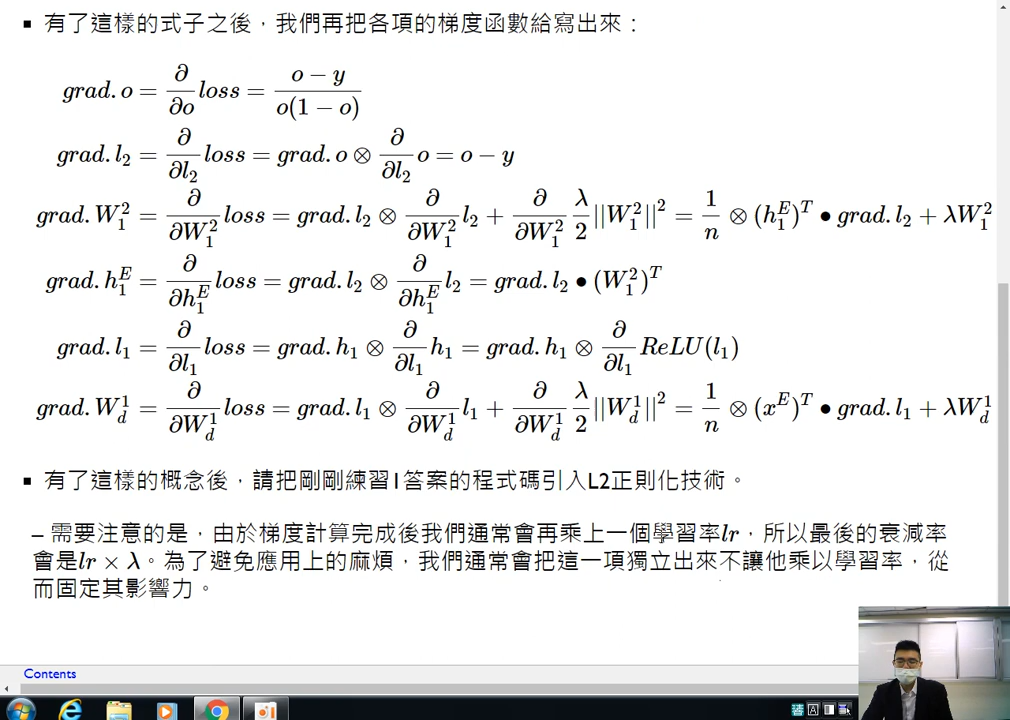 ▪ 有了這樣的式子之後，我們再把各項的梯度函數給寫出來：
grad. o = ∂/∂o loss = (o − y)/(o(1 − o))
grad. l₂ = ∂/∂l₂ loss = grad. o ⊗ ∂/∂l₂ o = o − y
grad. W₁² = ∂/∂W₁² loss = grad. l₂ ⊗ ∂/∂W₁² l₂ + ∂/∂W₁² λ/2 ||W₁²||² = 1/n ⊗ (h₁ᴱ)ᵀ • grad. l₂ + λW₁²
grad. h₁ᴱ = ∂/∂h₁ᴱ loss = grad. l₂ ⊗ ∂/∂h₁ᴱ l₂ = grad. l₂ • (W₁²)ᵀ
grad. l₁ = ∂/∂l₁ loss = grad. h₁ ⊗ ∂/∂l₁ h₁ = grad. h₁ ⊗ ∂/∂l₁ ReLU(l₁)
grad. W_d¹ = ∂/∂W_d¹ loss = grad. l₁ ⊗ ∂/∂W_d¹ l₁ + ∂/∂W_d¹ λ/2 ||W_d¹||² = 1/n ⊗ (xᴱ)ᵀ • grad. l₁ + λW_d¹
▪ 有了這樣的概念後，請把剛剛練習1答案的程式碼引入L2正則化技術。
– 需要注意的是，由於梯度計算完成後我們通常會再乘上一個學習率lr，所以最後的衰減率
會是lr × λ。為了避免應用上的麻煩，我們通常會把這一項獨立出來不讓他乘以學習率，從
而固定其影響力。
Contents